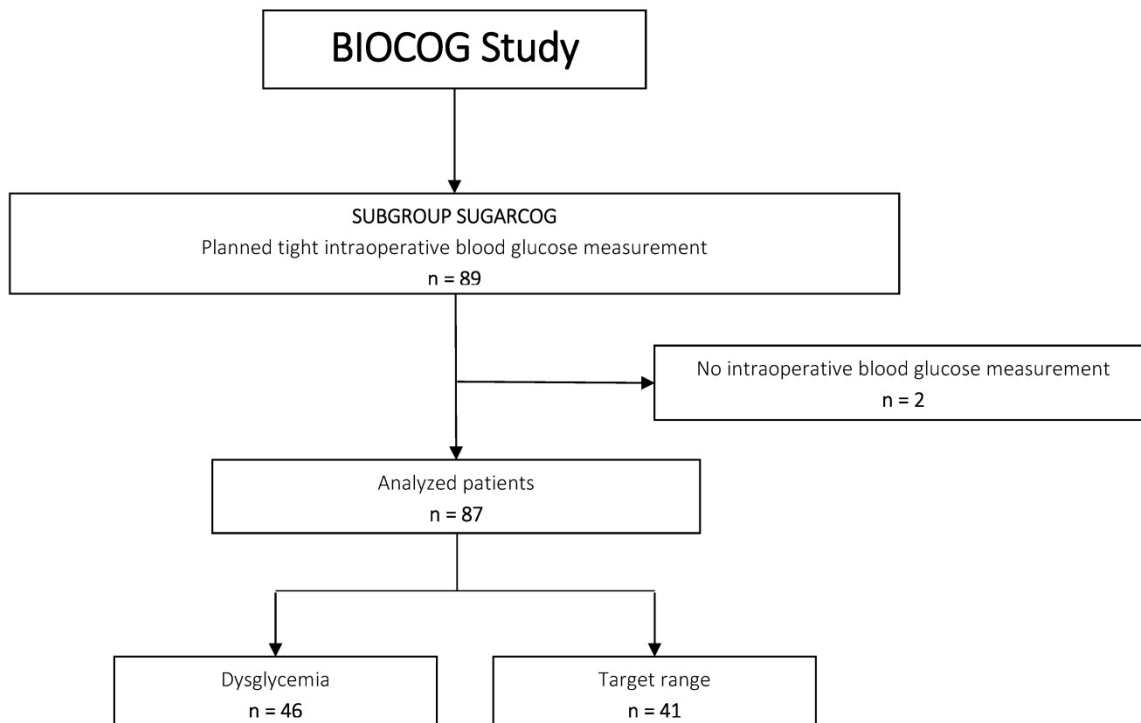 BIOCOG Study
SUBGROUP SUGARCOG
Planned tight intraoperative blood glucose measurement
n = 89
No intraoperative blood glucose measurement
n = 2
Analyzed patients
n = 87
Dysglycemia
n = 46
Target range
n = 41